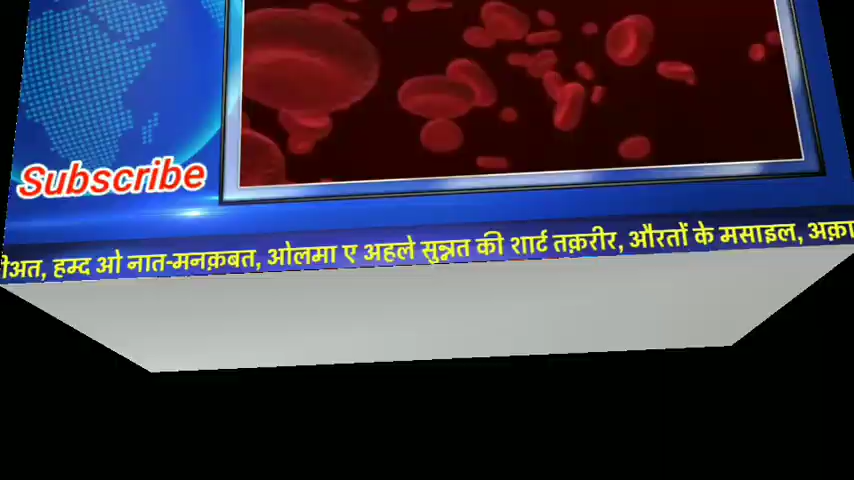 Subscribe
हम्द ओ नात-मनक़बत, ओलमा ए अहले सुन्नत की शार्ट तक़रीर, औरतों के मसाइल,